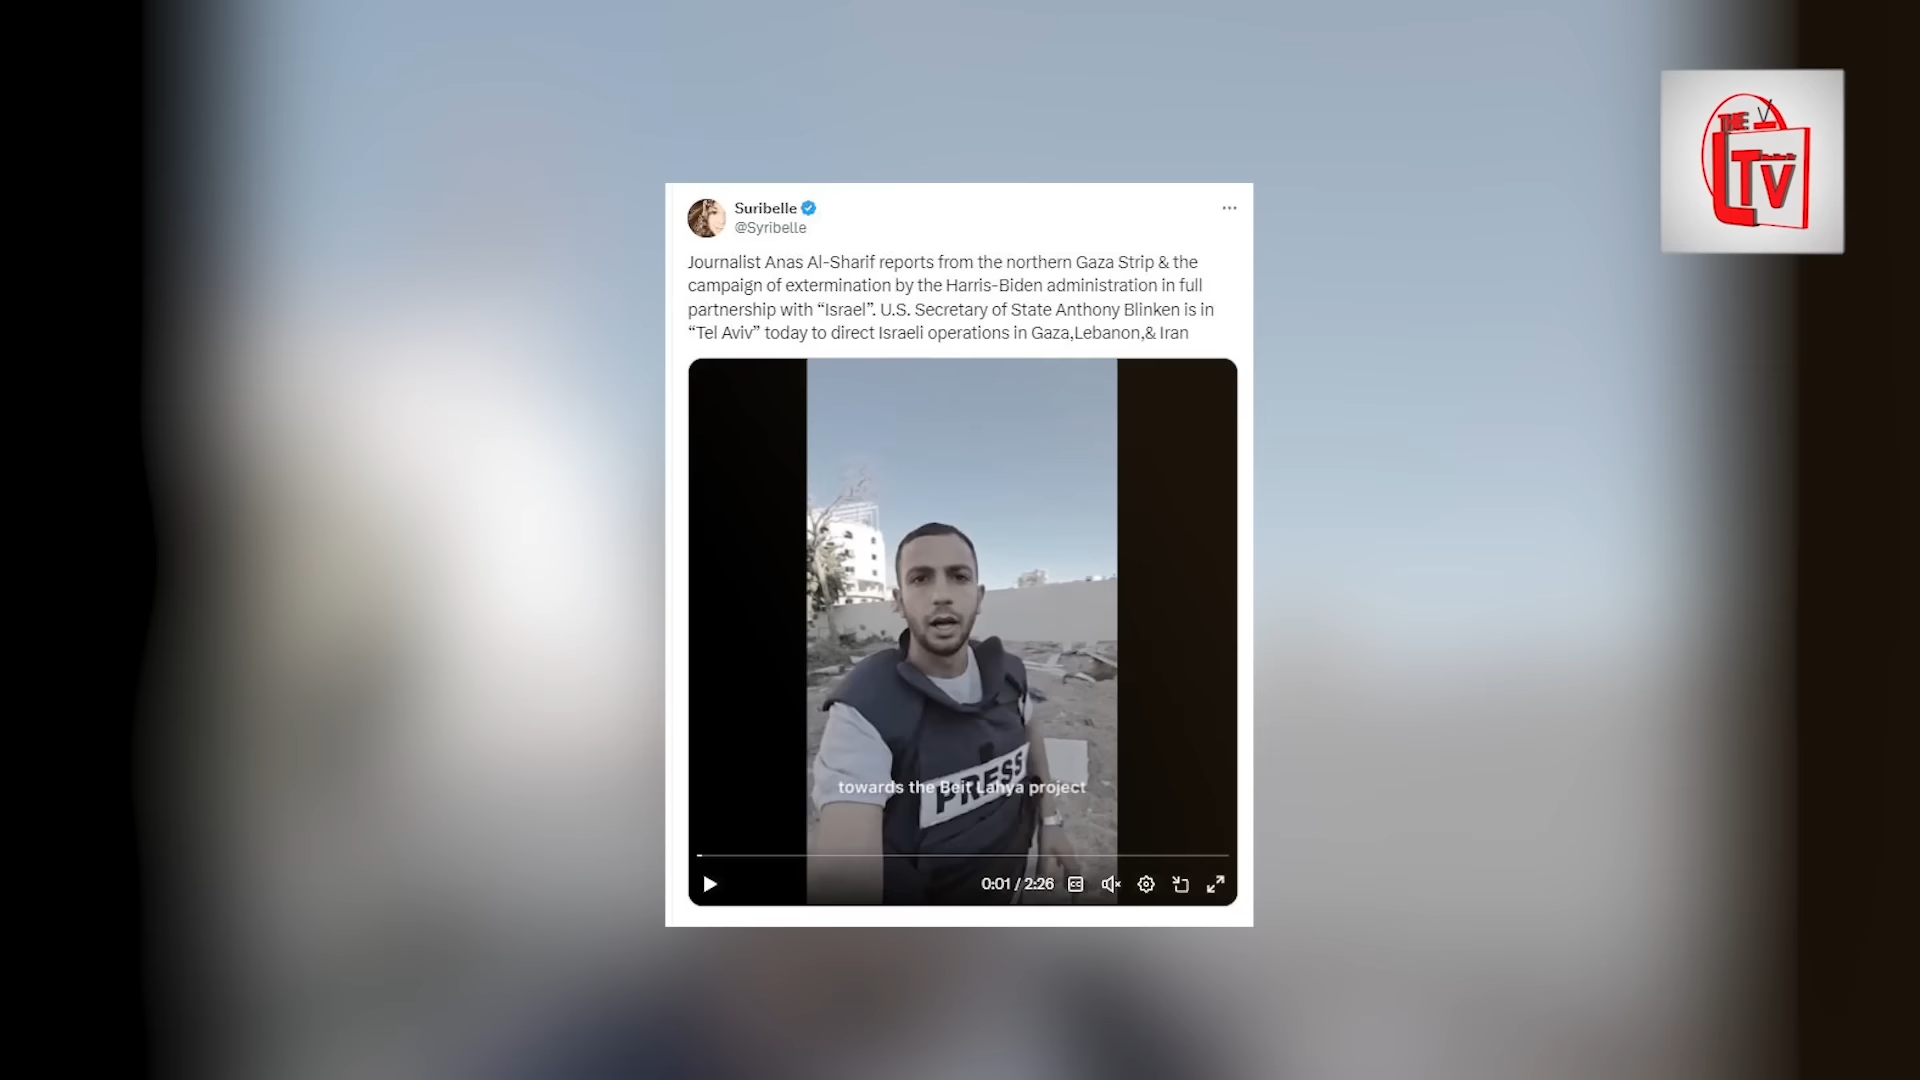 THE
L TV
Suribelle
@Syribelle
Journalist Anas Al-Sharif reports from the northern Gaza Strip & the
campaign of extermination by the Harris-Biden administration in full
partnership with “Israel”. U.S. Secretary of State Anthony Blinken is in
“Tel Aviv” today to direct Israeli operations in Gaza,Lebanon,& Iran
PRESS
towards the Beit Lahya project
0:01 / 2:26
CC